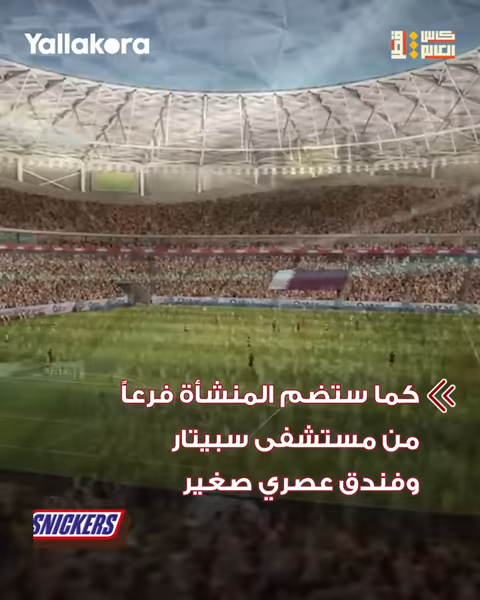 Yallakora
كأس
العالم
كما ستضم المنشأة فرعاً
من مستشفى سبيتار
وفندق عصري صغير
SNICKERS